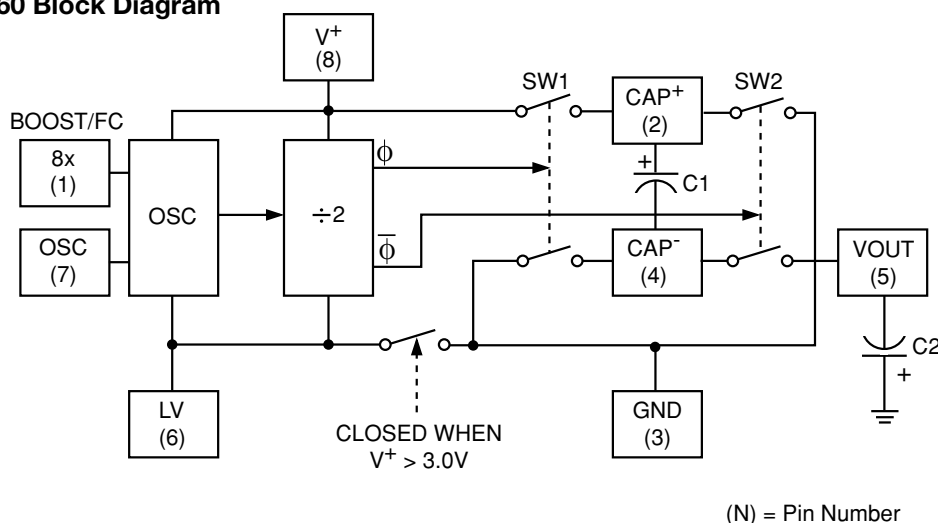 60 Block Diagram
V+
(8)
SW1
SW2
CAP+
(2)
BOOST/FC
8x
(1)
+
C1
ϕ
OSC
÷2
OSC
(7)
ϕ̅
CAP-
(4)
VOUT
(5)
C2
+
LV
(6)
GND
(3)
CLOSED WHEN
V+ > 3.0V
(N) = Pin Number